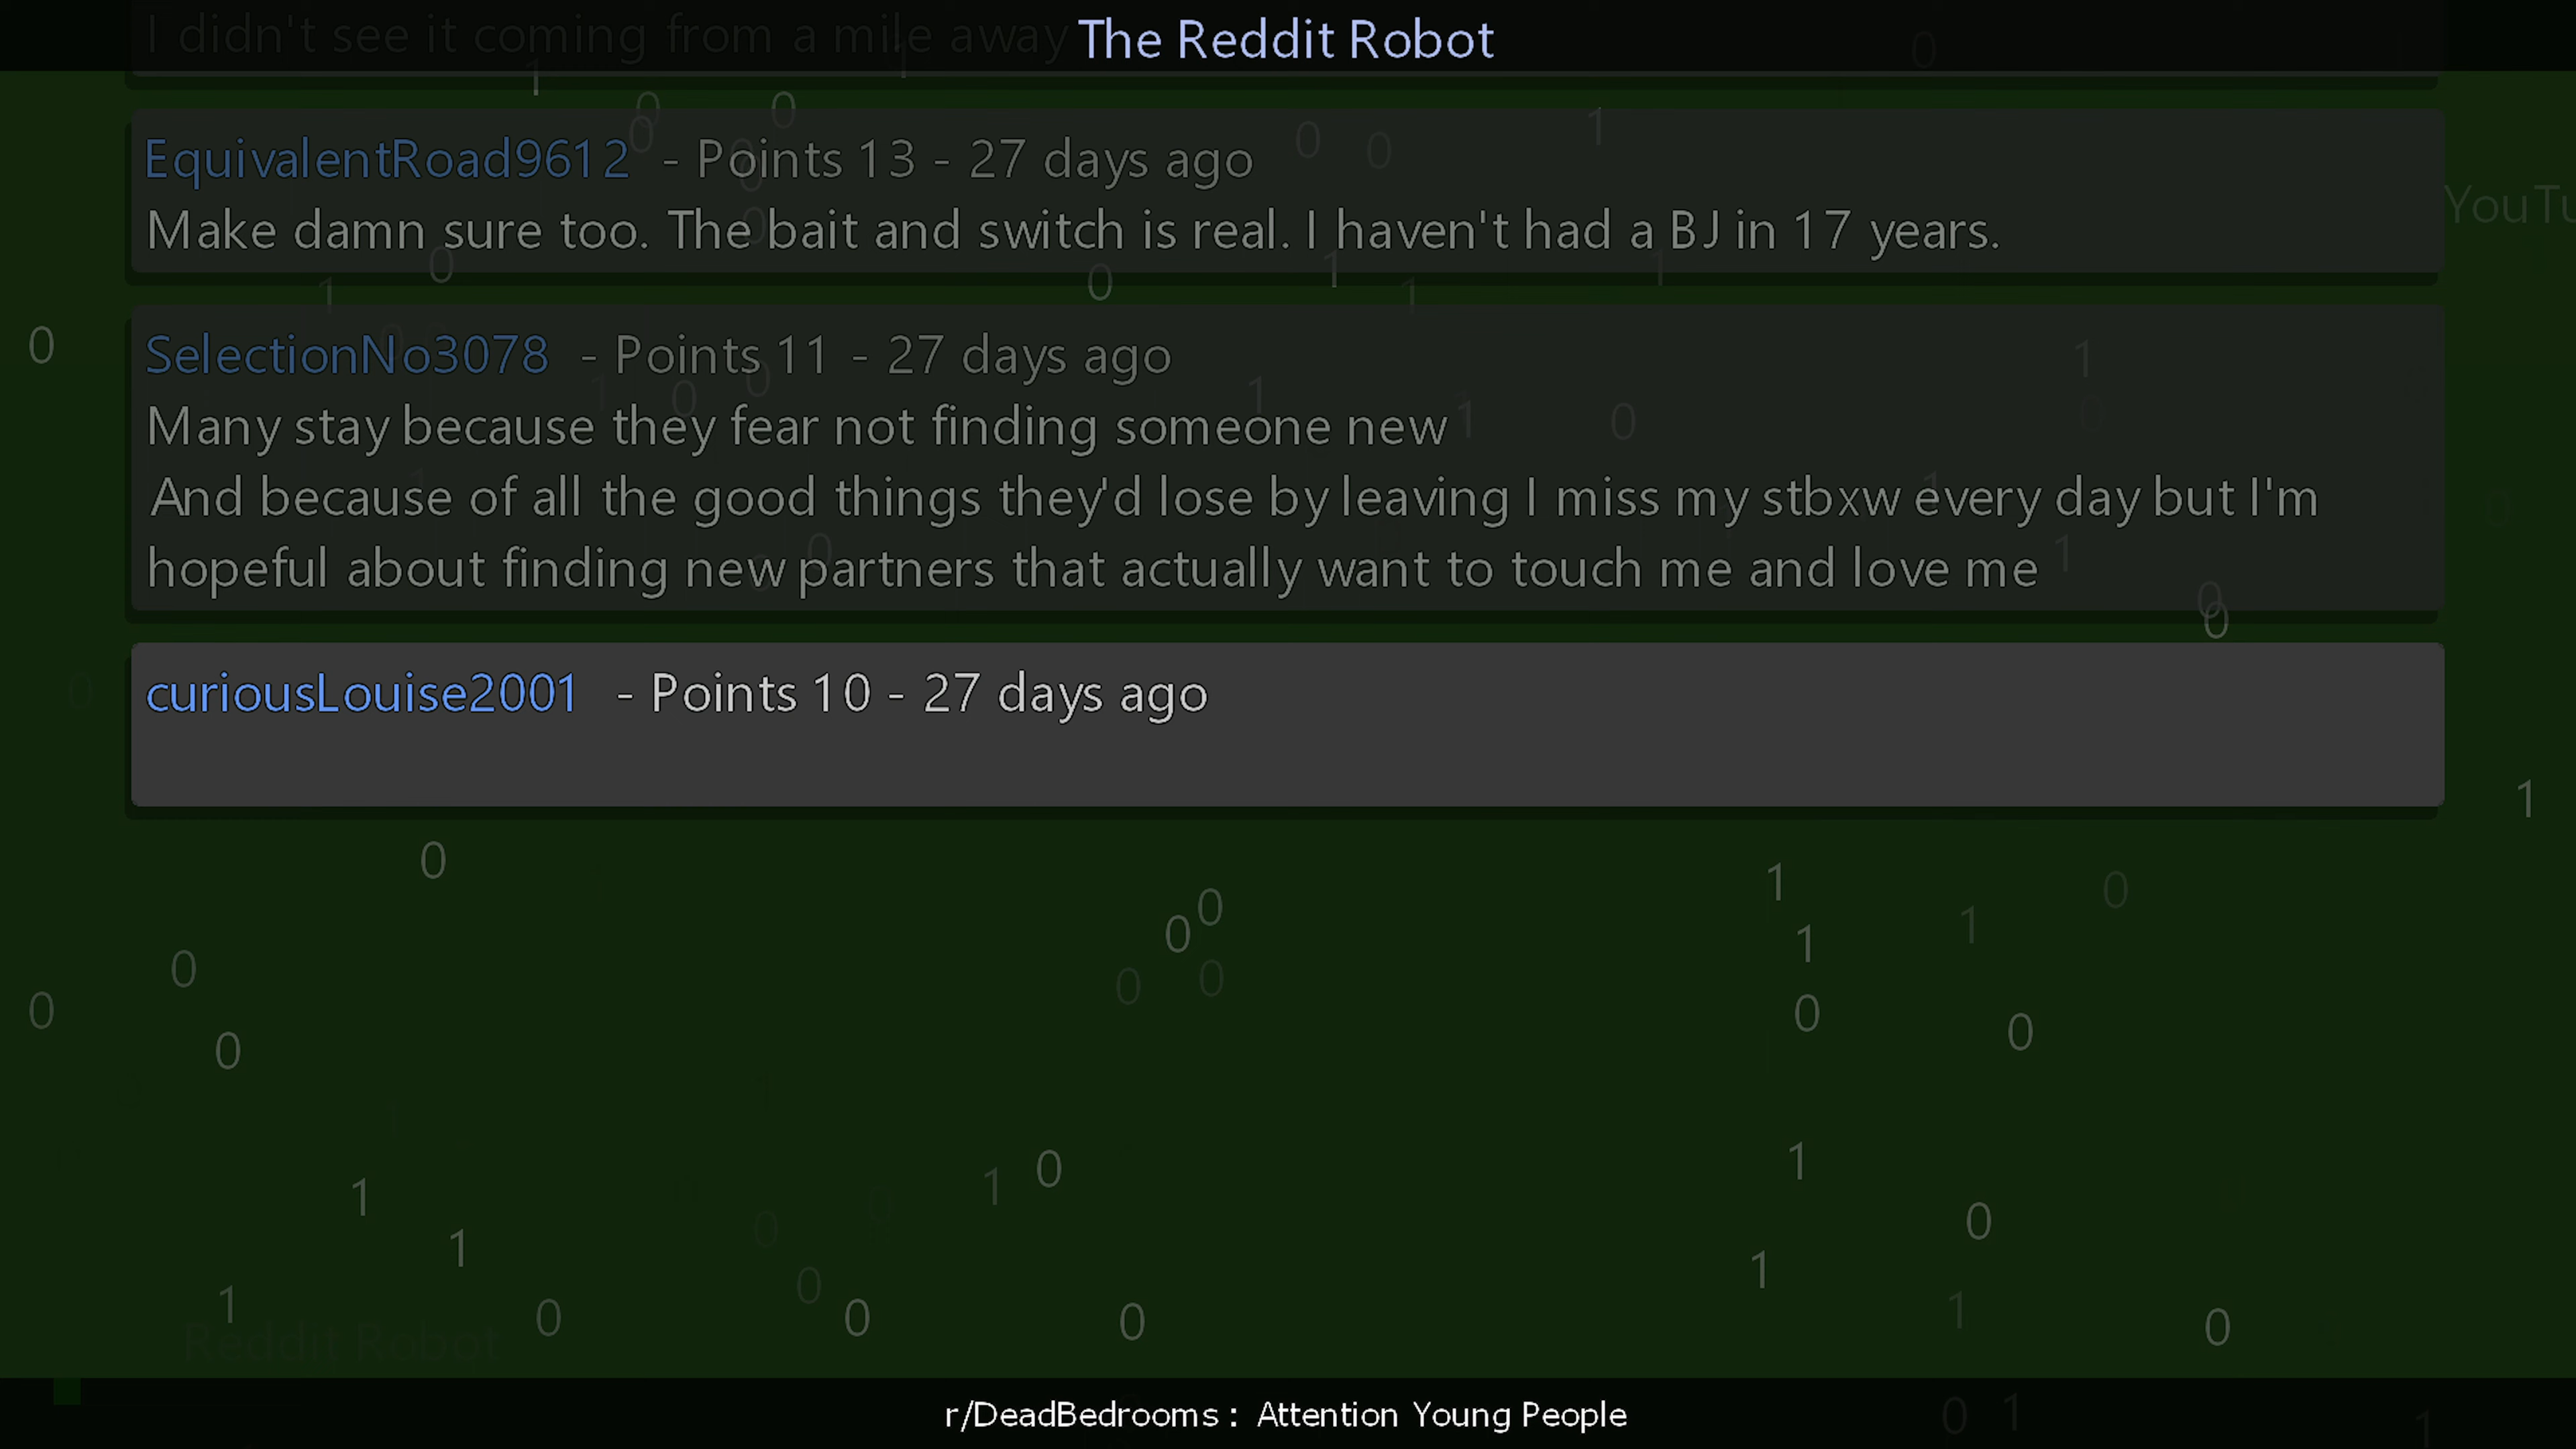 I didn't see it coming from a mile away
The Reddit Robot
EquivalentRoad9612 - Points 13 - 27 days ago
Make damn sure too. The bait and switch is real. I haven't had a BJ in 17 years.
YouTu
SelectionNo3078 - Points 11 - 27 days ago
Many stay because they fear not finding someone new
And because of all the good things they'd lose by leaving I miss my stbxw every day but I'm
hopeful about finding new partners that actually want to touch me and love me
curiousLouise2001 - Points 10 - 27 days ago
Reddit Robot
r/DeadBedrooms : Attention Young People